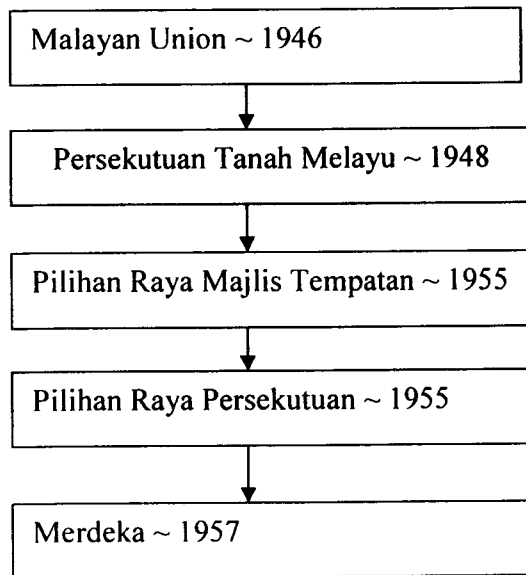 Malayan Union ~ 1946
Persekutuan Tanah Melayu ~ 1948
Pilihan Raya Majlis Tempatan ~ 1955
Pilihan Raya Persekutuan ~ 1955
Merdeka ~ 1957